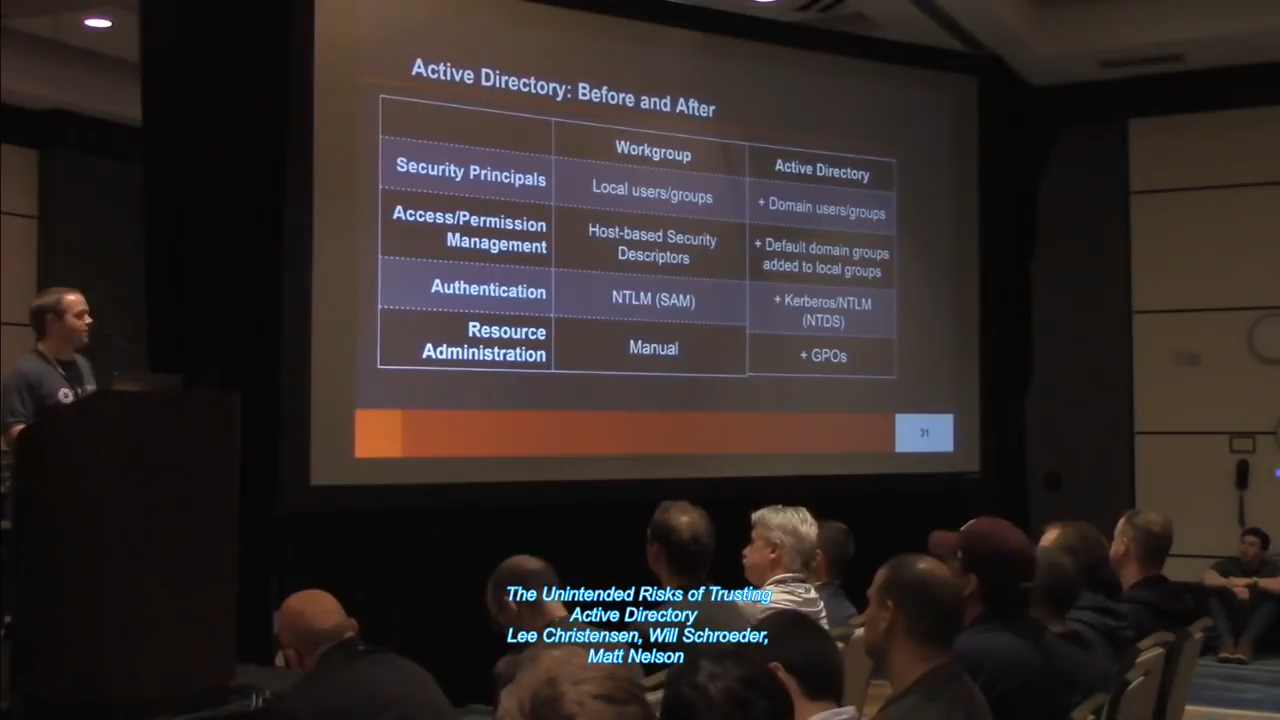 Active Directory: Before and After
Workgroup
Active Directory
Security Principals
Local users/groups
+ Domain users/groups
Access/Permission
Management
Host-based Security
Descriptors
+ Default domain groups
added to local groups
Authentication
NTLM (SAM)
+ Kerberos/NTLM
(NTDS)
Resource
Administration
Manual
+ GPOs
31
The Unintended Risks of Trusting
Active Directory
Lee Christensen, Will Schroeder,
Matt Nelson